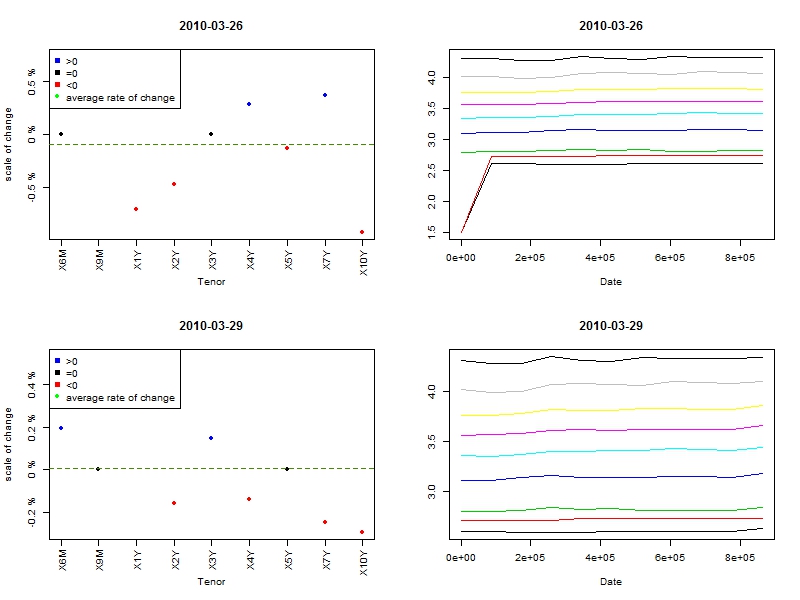 2010-03-26
>0
=0
<0
average rate of change
0.5 %
0 %
-0.5 %
scale of change
X6M X9M X1Y X2Y X3Y X4Y X5Y X7Y X10Y
Tenor
2010-03-26
4.0
3.5
3.0
2.5
2.0
1.5
0e+00 2e+05 4e+05 6e+05 8e+05
Date
2010-03-29
>0
=0
<0
average rate of change
0.4 %
0.2 %
0 %
-0.2 %
scale of change
X6M X9M X1Y X2Y X3Y X4Y X5Y X7Y X10Y
Tenor
2010-03-29
4.0
3.5
3.0
0e+00 2e+05 4e+05 6e+05 8e+05
Date